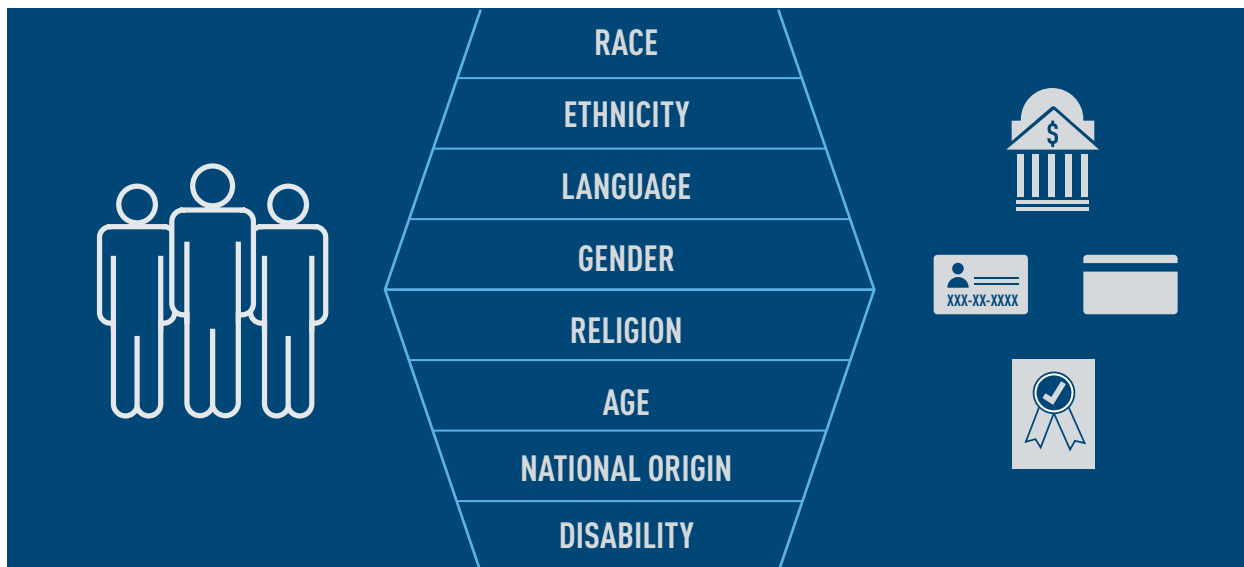 RACE
ETHNICITY
LANGUAGE
GENDER
RELIGION
AGE
NATIONAL ORIGIN
DISABILITY
$
XXX-XX-XXXX